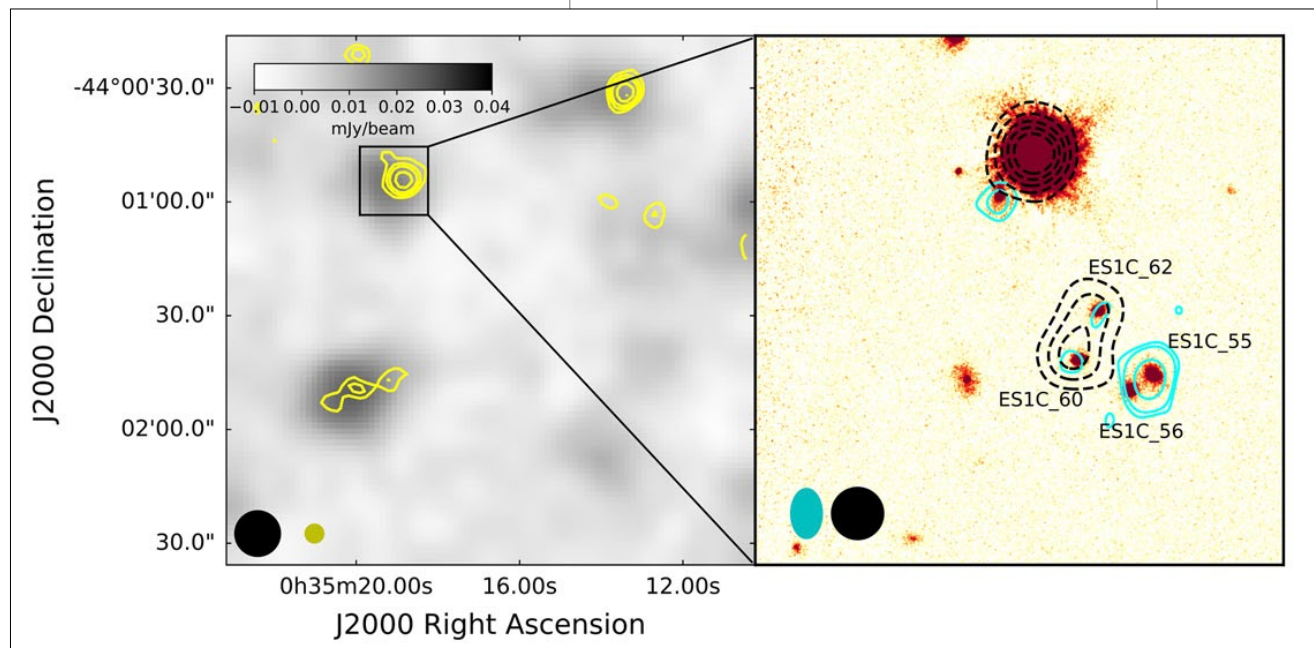 -44°00'30.0"
−0.01 0.00 0.01 0.02 0.03 0.04
mJy/beam
01'00.0"
30.0"
02'00.0"
30.0"
J2000 Declination
0h35m20.00s 16.00s 12.00s
J2000 Right Ascension
ES1C_62
ES1C_55
ES1C_60
ES1C_56